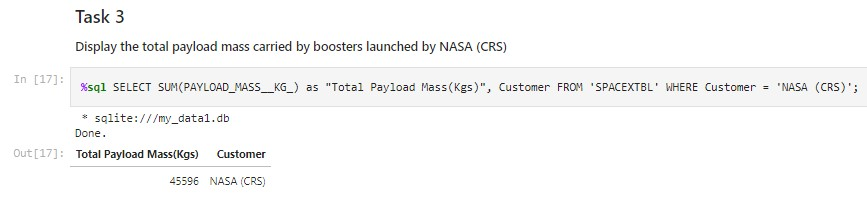 Task 3
Display the total payload mass carried by boosters launched by NASA (CRS)
In [17]: %sql SELECT SUM(PAYLOAD_MASS__KG_) as "Total Payload Mass(Kgs)", Customer FROM 'SPACEXTBL' WHERE Customer = 'NASA (CRS)';
* sqlite:///my_data1.db
Done.
Out[17]: Total Payload Mass(Kgs) Customer
45596 NASA (CRS)